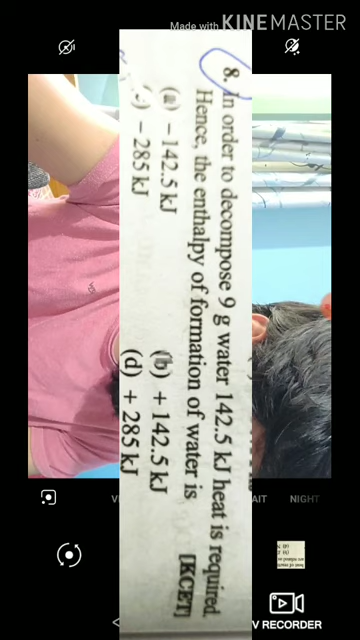 Made with KINEMASTER
8. In order to decompose 9 g water 142.5 kJ heat is required.
Hence, the enthalpy of formation of water is [KCET]
(a) – 142.5 kJ (b) + 142.5 kJ
(c) – 285 kJ (d) + 285 kJ
NIGHT
V RECORDER